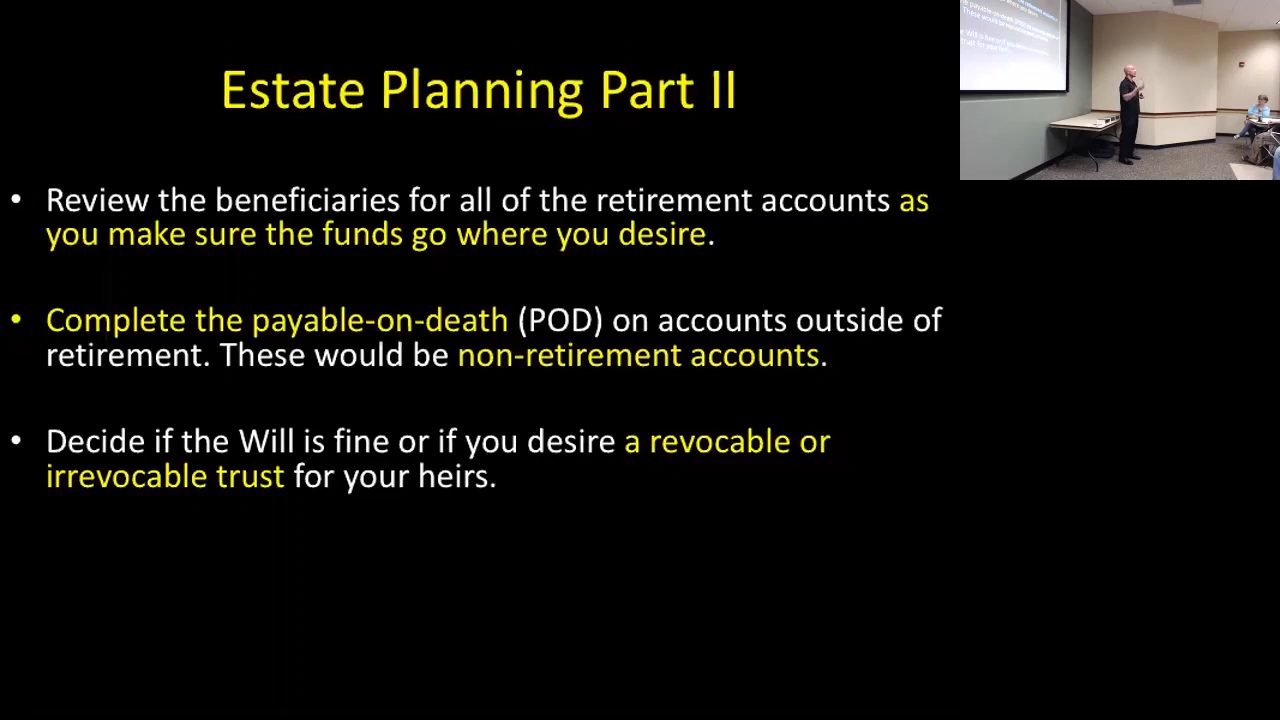 Estate Planning Part II
• Review the beneficiaries for all of the retirement accounts as
you make sure the funds go where you desire.
• Complete the payable-on-death (POD) on accounts outside of
retirement. These would be non-retirement accounts.
• Decide if the Will is fine or if you desire a revocable or
irrevocable trust for your heirs.